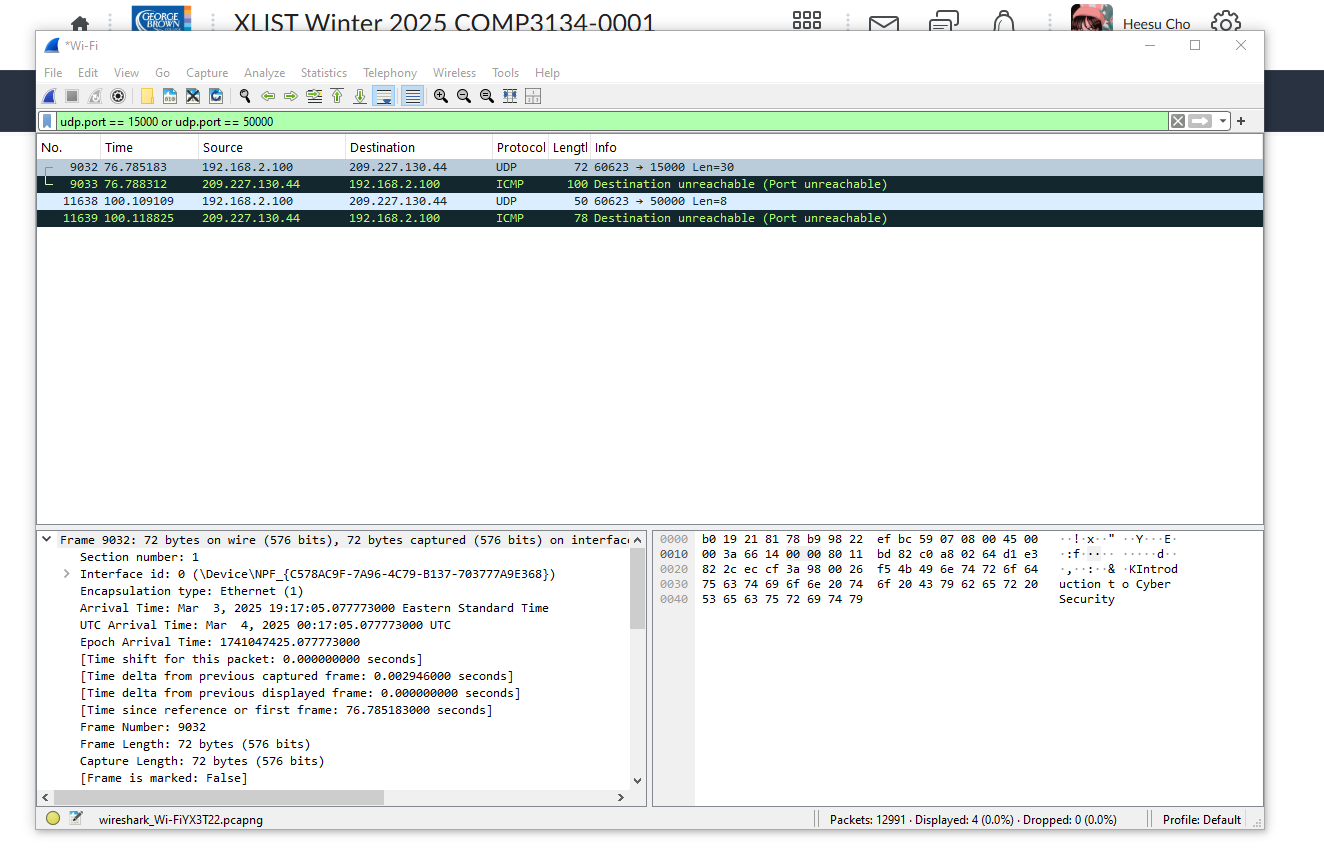 GEORGE BROWN XLIST Winter 2025 COMP3134-0001 Heesu Cho
*Wi-Fi
File Edit View Go Capture Analyze Statistics Telephony Wireless Tools Help
udp.port == 15000 or udp.port == 50000
No. Time Source Destination Protocol Lengtl Info
9032 76.785183 192.168.2.100 209.227.130.44 UDP 72 60623 → 15000 Len=30
9033 76.788312 209.227.130.44 192.168.2.100 ICMP 100 Destination unreachable (Port unreachable)
11638 100.109109 192.168.2.100 209.227.130.44 UDP 50 60623 → 50000 Len=8
11639 100.118825 209.227.130.44 192.168.2.100 ICMP 78 Destination unreachable (Port unreachable)
Frame 9032: 72 bytes on wire (576 bits), 72 bytes captured (576 bits) on interface
Section number: 1
Interface id: 0 (\Device\NPF_{C578AC9F-7A96-4C79-B137-703777A9E368})
Encapsulation type: Ethernet (1)
Arrival Time: Mar  3, 2025 19:17:05.077773000 Eastern Standard Time
UTC Arrival Time: Mar  4, 2025 00:17:05.077773000 UTC
Epoch Arrival Time: 1741047425.077773000
[Time shift for this packet: 0.000000000 seconds]
[Time delta from previous captured frame: 0.002946000 seconds]
[Time delta from previous displayed frame: 0.000000000 seconds]
[Time since reference or first frame: 76.785183000 seconds]
Frame Number: 9032
Frame Length: 72 bytes (576 bits)
Capture Length: 72 bytes (576 bits)
[Frame is marked: False]
0000 b0 19 21 81 78 b9 98 22 ef bc 59 07 08 00 45 00 ··!·x··" ··Y···E·
0010 00 3a 66 14 00 00 80 11 bd 82 c0 a8 02 64 d1 e3 ·:f····· ·····d··
0020 82 2c ec cf 3a 98 00 26 f5 4b 49 6e 74 72 6f 64 ·,··:··& ·KIntrod
0030 75 63 74 69 6f 6e 20 74 6f 20 43 79 62 65 72 20 uction t o Cyber
0040 53 65 63 75 72 69 74 79 Security
wireshark_Wi-FiYX3T22.pcapng Packets: 12991 · Displayed: 4 (0.0%) · Dropped: 0 (0.0%) Profile: Default